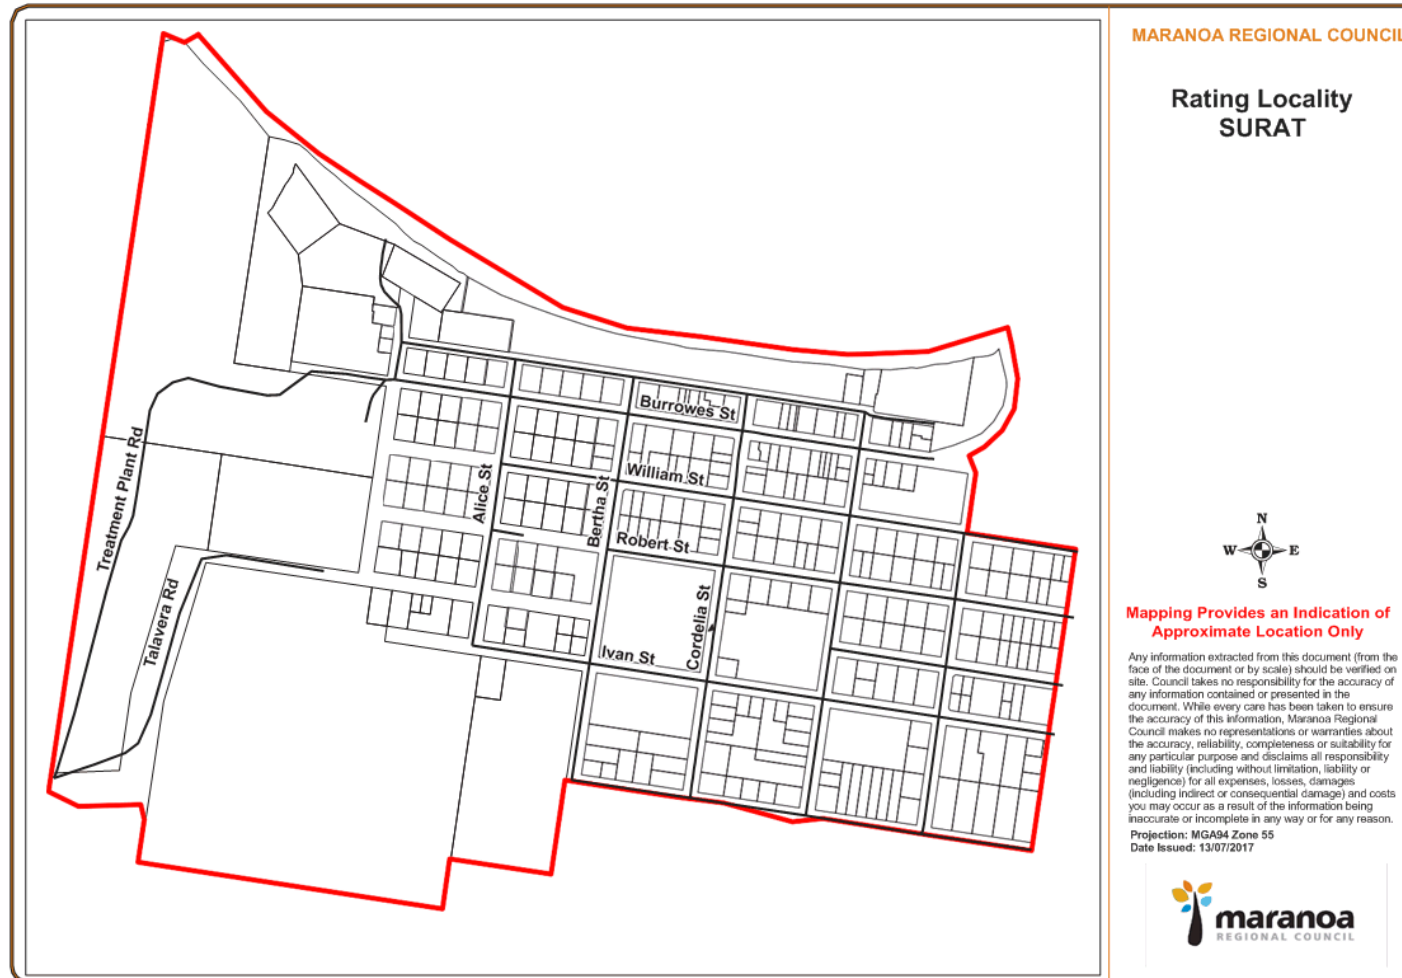 MARANOA REGIONAL COUNCIL
Rating Locality
SURAT
Burrowes St
William St
Alice St
Bertha St
Robert St
Treatment Plant Rd
Talavera Rd
Cordelia St
Ivan St
N
W E
S
Mapping Provides an Indication of
Approximate Location Only
Any information extracted from this document (from the
face of the document or by scale) should be verified on
site. Council takes no responsibility for the accuracy of
any information contained or presented in the
document. While every care has been taken to ensure
the accuracy of this information, Maranoa Regional
Council makes no representations or warranties about
the accuracy, reliability, completeness or suitability for
any particular purpose and disclaims all responsibility
and liability (including without limitation, liability or
negligence) for all expenses, losses, damages
(including indirect or consequential damage) and costs
you may occur as a result of the information being
inaccurate or incomplete in any way or for any reason.
Projection: MGA94 Zone 55
Date Issued: 13/07/2017
maranoa
REGIONAL COUNCIL